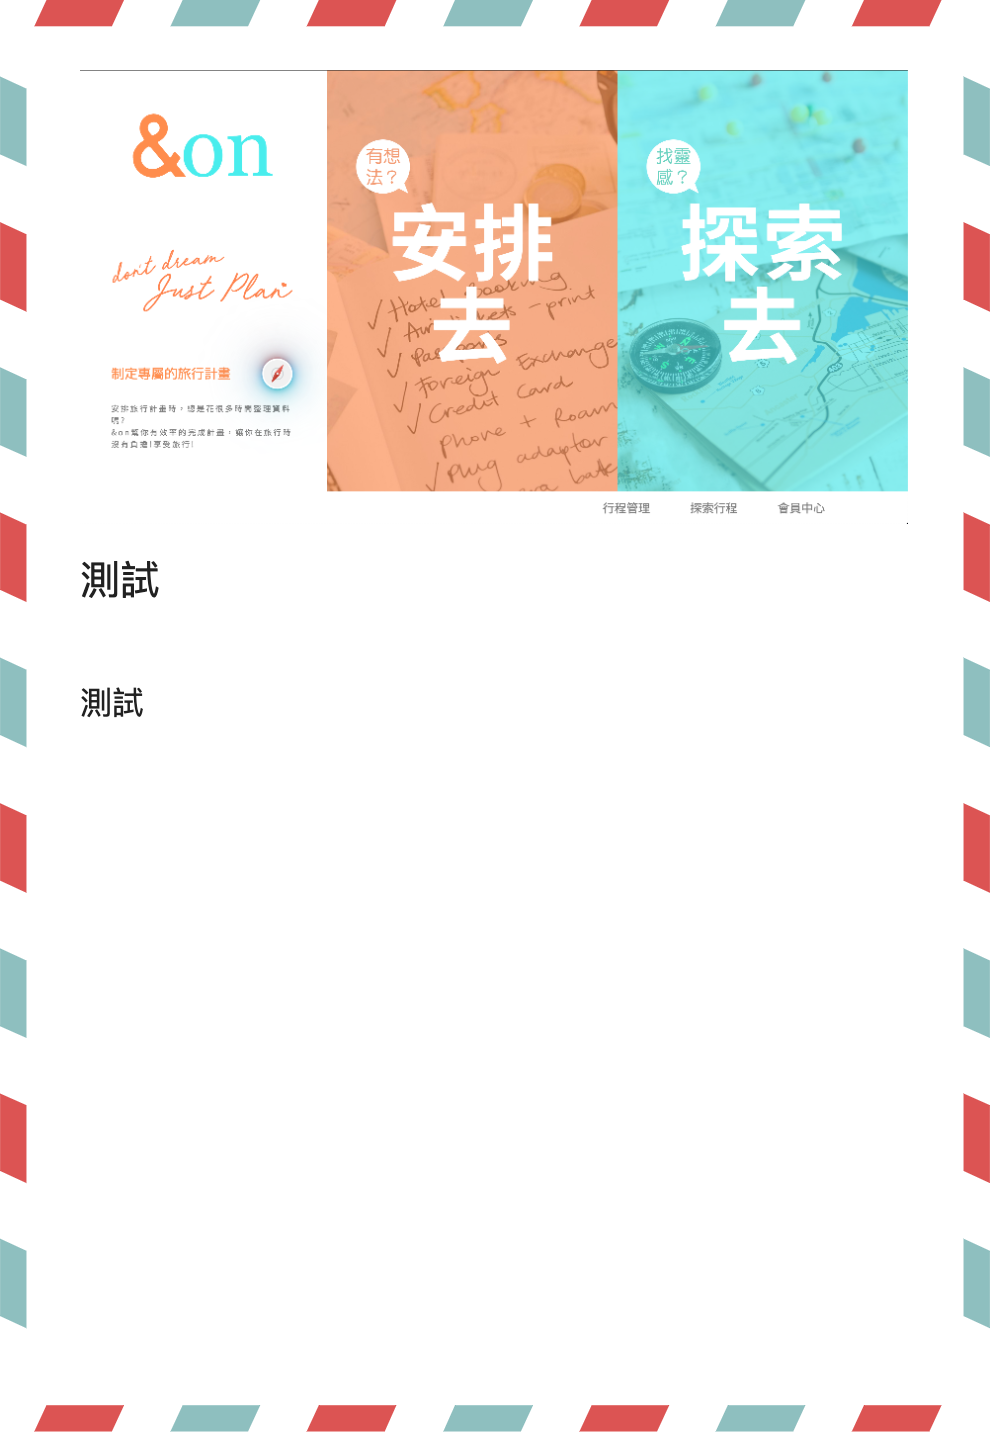 &on
don't dream
Just Plan
制定專屬的旅行計畫
安排旅行計畫時，總是花很多時間整理資料
嗎?
&on幫你有效率的完成計畫，讓你在旅行時
沒有負擔!享受旅行!
有想
法？
安排
去
✓Hotel Booking
✓Air tickets - print
✓Passports
✓Foreign Exchange
✓Credit Card
phone + Roam
✓plug adaptor
找靈
感？
探索
去
行程管理
探索行程
會員中心
測試
測試